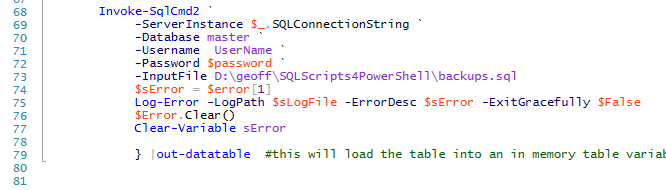 68 Invoke-SqlCmd2 `
69 -ServerInstance $_.SQLConnectionString `
70 -Database master `
71 -Username UserName `
72 -Password $password `
73 -InputFile D:\geoff\SQLScripts4PowerShell\backups.sql
74 $sError = $error[1]
75 Log-Error -LogPath $sLogFile -ErrorDesc $sError -ExitGracefully $False
76 $Error.Clear()
77 Clear-Variable sError
78
79 } |out-datatable #this will load the table into an in memory table variab
80
81